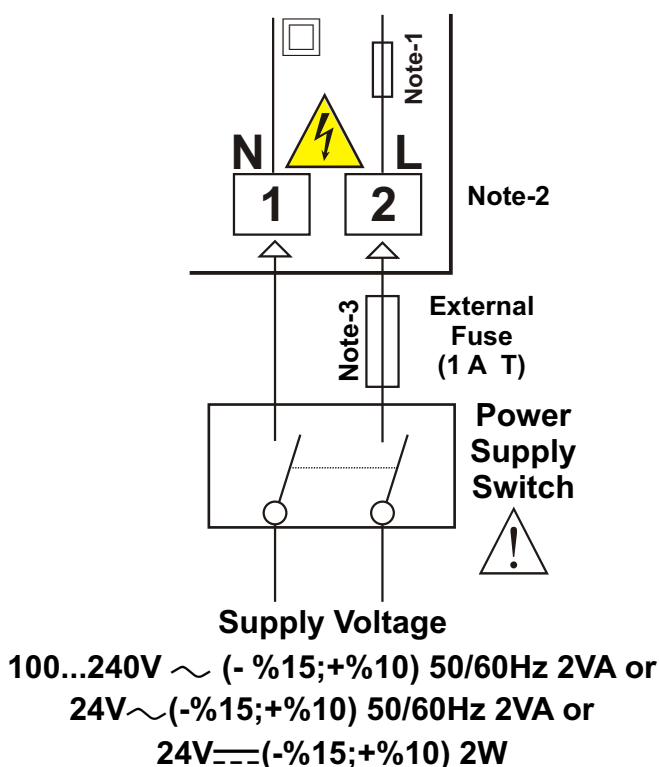 Note-1
N
L
1
2
Note-2
Note-3
External
Fuse
(1 A T)
Power
Supply
Switch
!
Supply Voltage
100...240V ~ (- %15;+%10) 50/60Hz 2VA or
24V~(-%15;+%10) 50/60Hz 2VA or
24V⎓(-%15;+%10) 2W